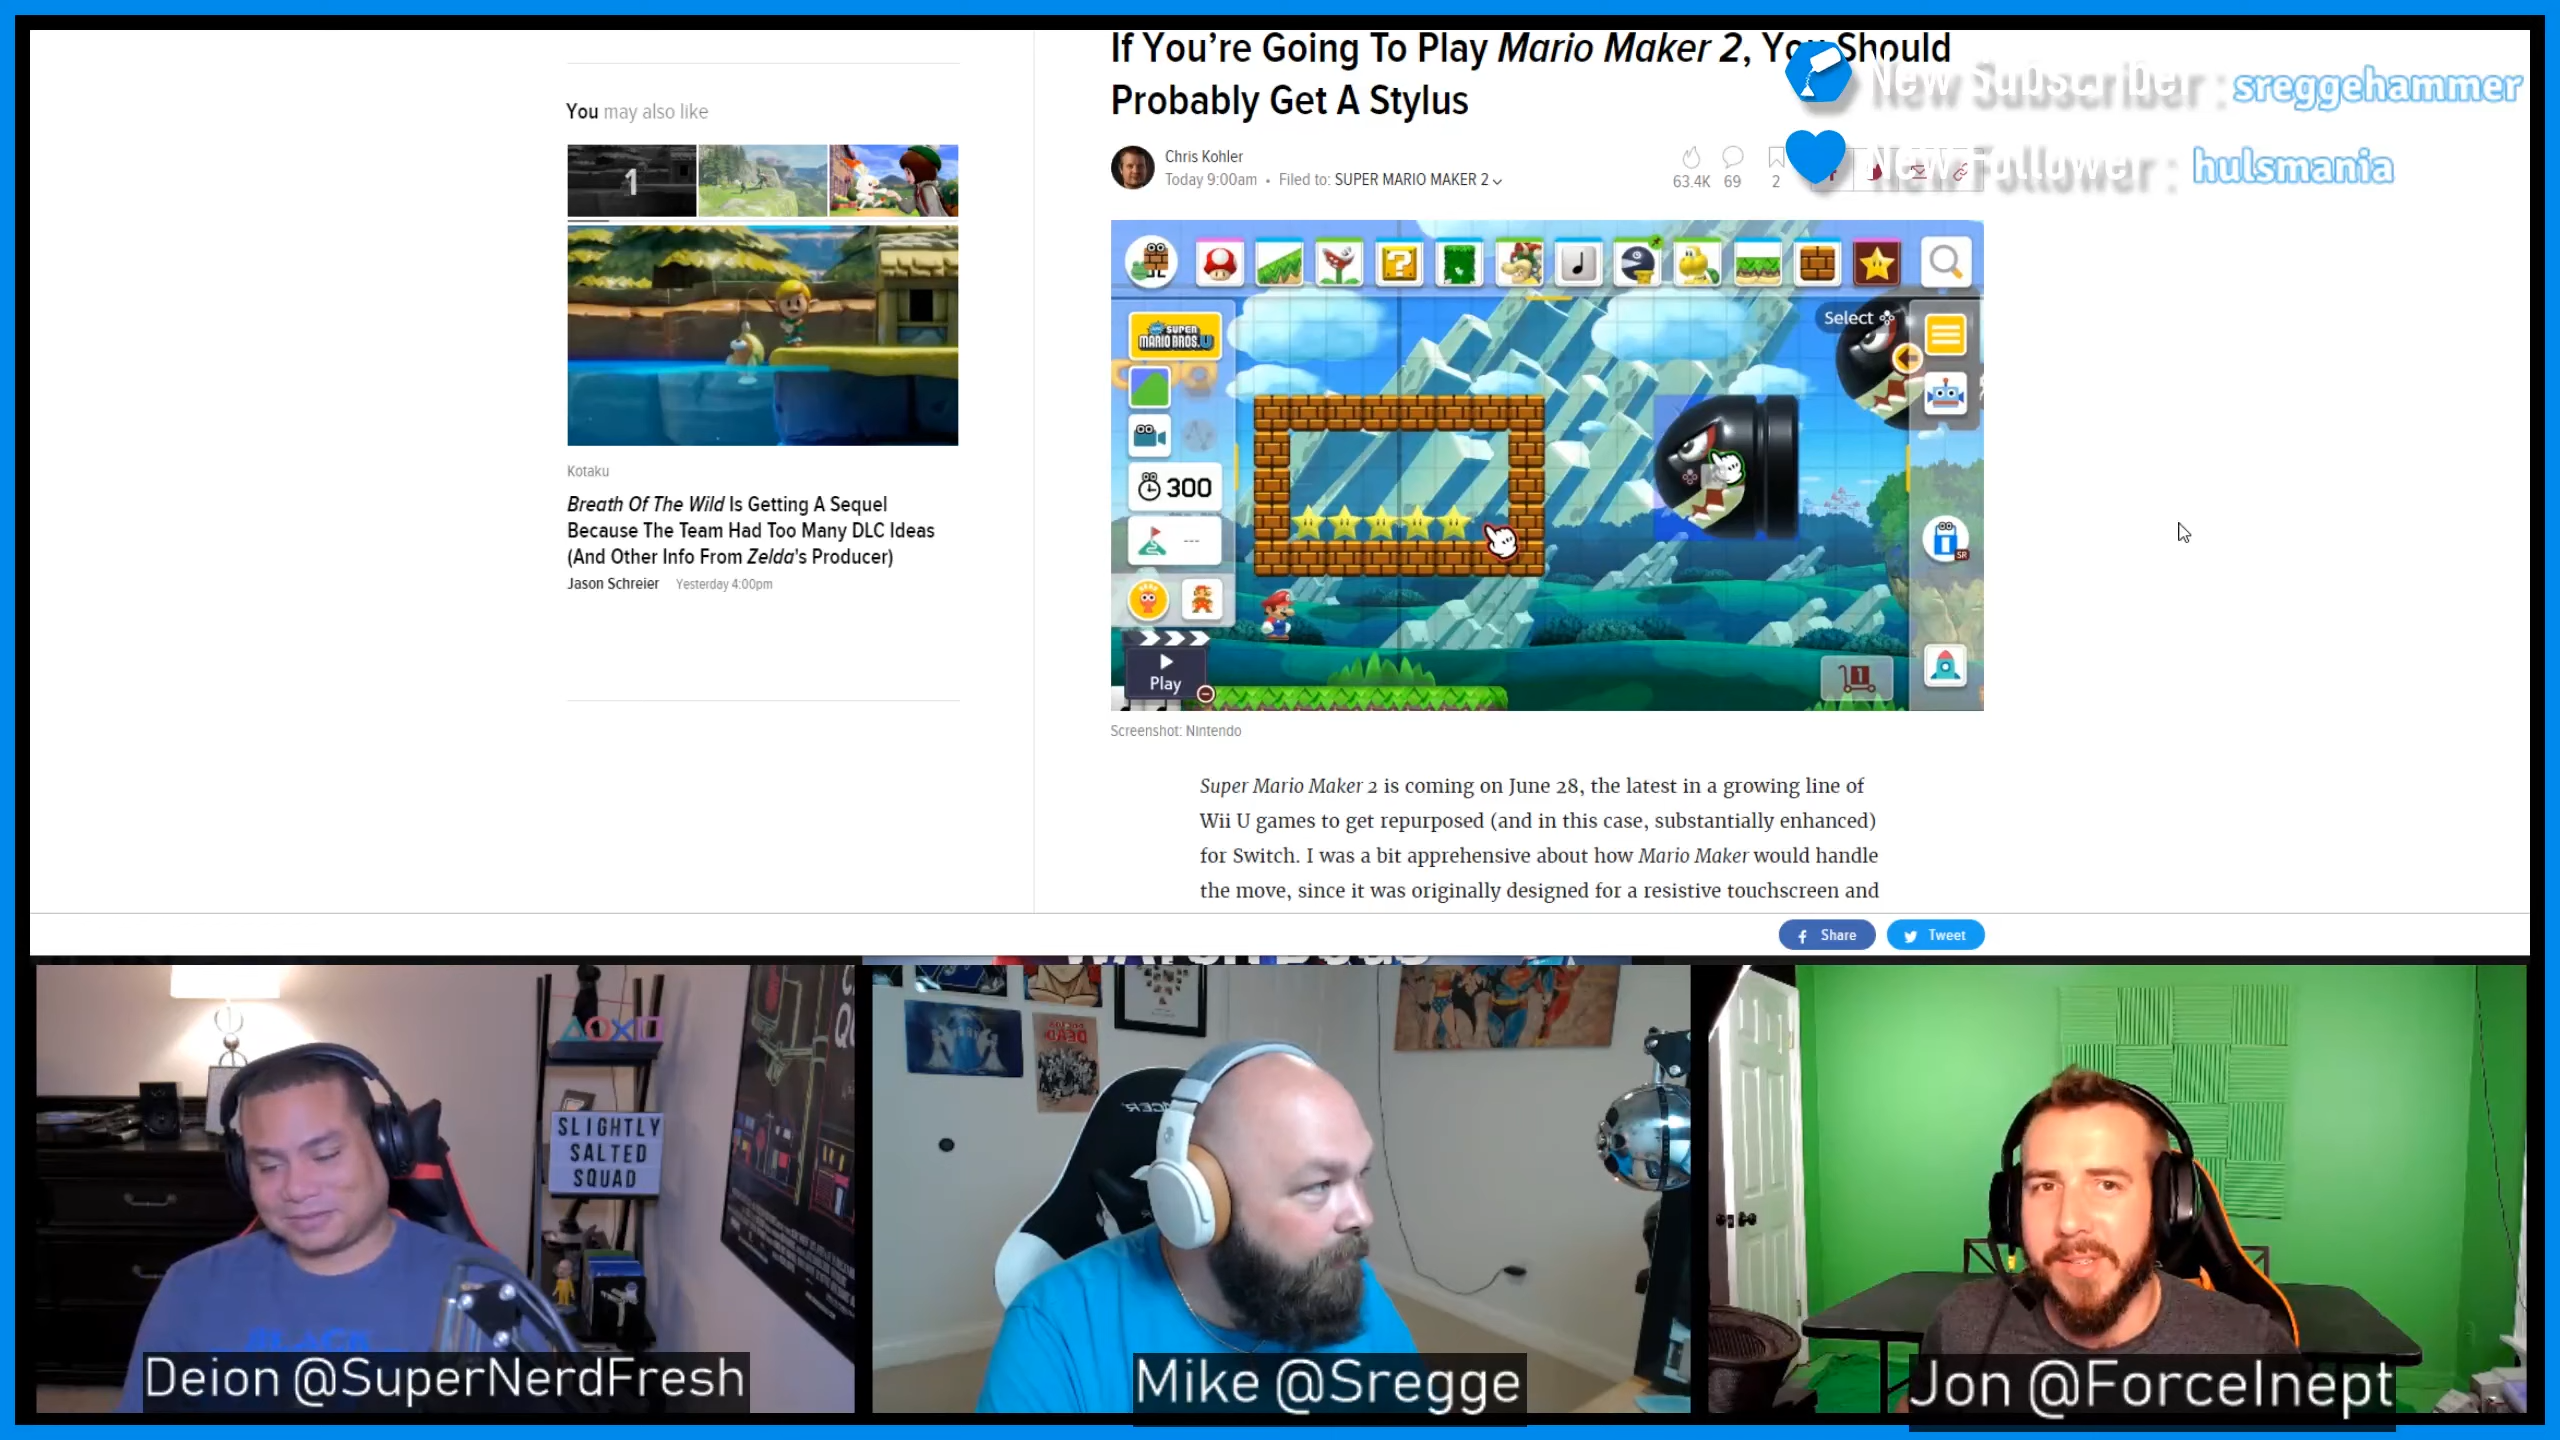 If You're Going To Play Mario Maker 2, You Should
Probably Get A Stylus
New Subscriber : sreggehammer
New Follower : hulsmania
You may also like
1
Kotaku
Breath Of The Wild Is Getting A Sequel
Because The Team Had Too Many DLC Ideas
(And Other Info From Zelda's Producer)
Jason Schreier Yesterday 4:00pm
Chris Kohler
Today 9:00am • Filed to: SUPER MARIO MAKER 2
63.4K 69 2
Select
SUPER
MARIO BROS. U
300
---
SR
Play
1
Screenshot: Nintendo
Super Mario Maker 2 is coming on June 28, the latest in a growing line of
Wii U games to get repurposed (and in this case, substantially enhanced)
for Switch. I was a bit apprehensive about how Mario Maker would handle
the move, since it was originally designed for a resistive touchscreen and
Share Tweet
SLIGHTLY
SALTED
SQUAD
DEAD
Deion @SuperNerdFresh
Mike @Sregge
Jon @ForceInept